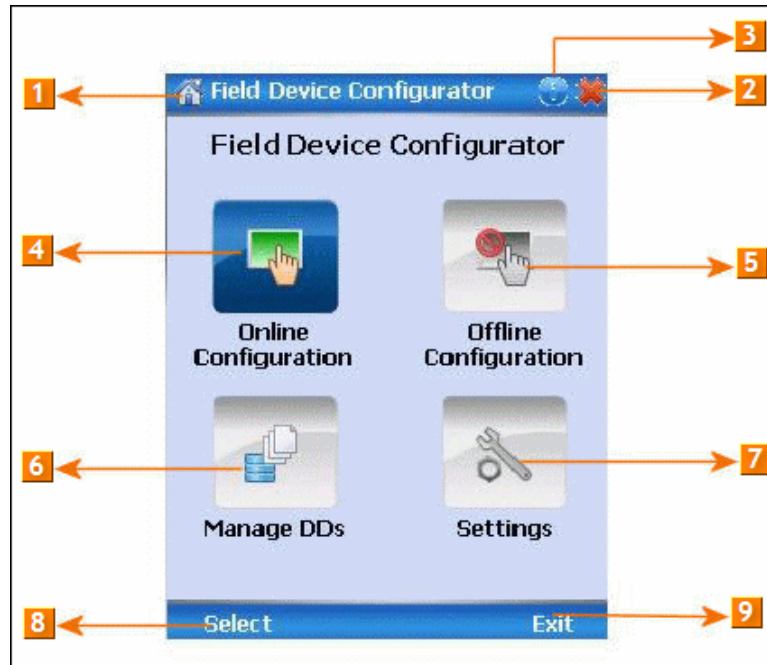 3
1
Field Device Configurator
2
Field Device Configurator
4
5
Online
Configuration
Offline
Configuration
6
7
Manage DDs
Settings
8
Select
Exit
9